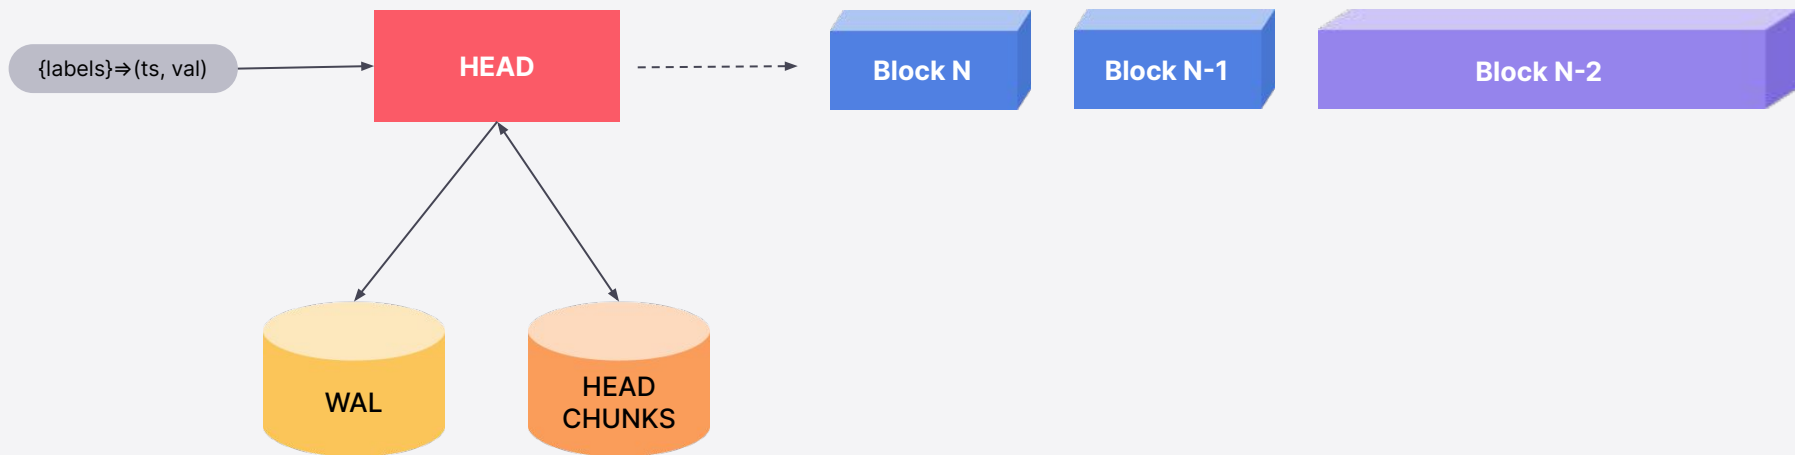 {labels}⇒(ts, val)
HEAD
Block N
Block N-1
Block N-2
WAL
HEAD
CHUNKS